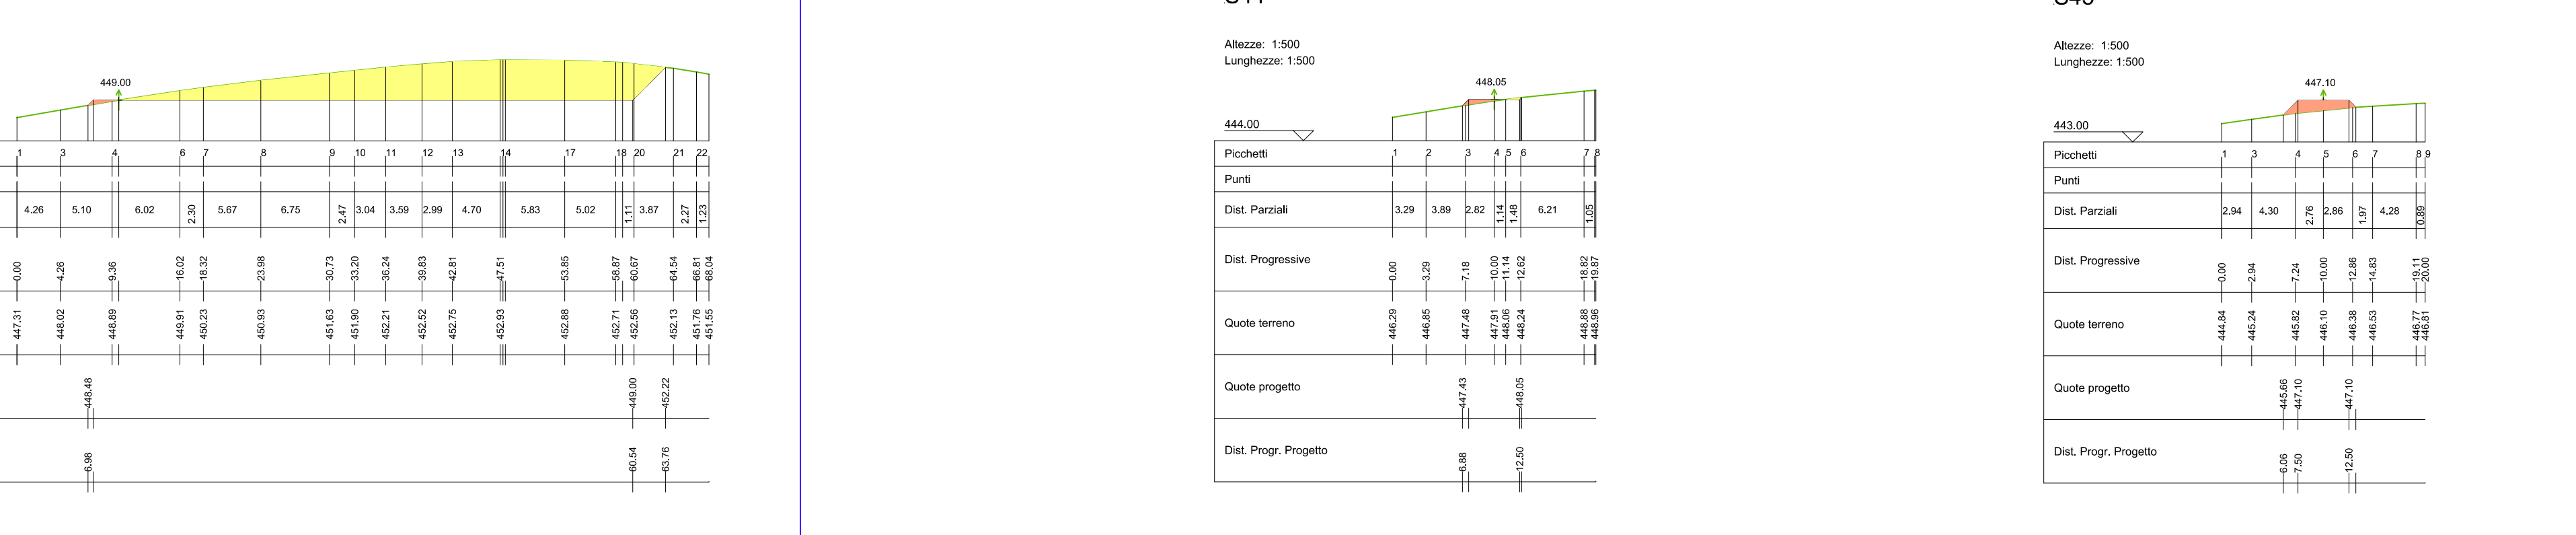 449.00
1 3 4 6 7 8 9 10 11 12 13 14 17 18 20 21 22
4.26 5.10 6.02 2.30 5.67 6.75 2.47 3.04 3.59 2.99 4.70 5.83 5.02 1.11 3.87 2.27 1.23
0.00 4.26 9.36 16.02 18.32 23.98 30.73 33.20 36.24 39.83 42.81 47.51 53.85 58.87 60.67 64.54 66.81 68.04
447.31 448.02 448.89 449.91 450.23 450.93 451.63 451.90 452.21 452.52 452.75 452.93 452.88 452.71 452.56 452.13 451.76 451.55
448.48 449.00 452.22
6.98 60.54 63.76
Altezze: 1:500
Lunghezze: 1:500
448.05
444.00
Picchetti 1 2 3 4 5 6 7 8
Punti
Dist. Parziali 3.29 3.89 2.82 1.14 1.48 6.21 1.05
Dist. Progressive 0.00 3.29 7.18 10.00 11.14 12.62 18.82 19.87
Quote terreno 446.29 446.85 447.48 447.91 448.06 448.24 448.88 448.96
Quote progetto 447.43 448.05
Dist. Progr. Progetto 6.88 12.50
Altezze: 1:500
Lunghezze: 1:500
447.10
443.00
Picchetti 1 3 4 5 6 7 8 9
Punti
Dist. Parziali 2.94 4.30 2.76 2.86 1.97 4.28 0.89
Dist. Progressive 0.00 2.94 7.24 10.00 12.86 14.83 19.11 20.00
Quote terreno 444.84 445.24 445.82 446.10 446.38 446.53 446.77 446.81
Quote progetto 445.66 447.10 447.10
Dist. Progr. Progetto 6.06 7.50 12.50